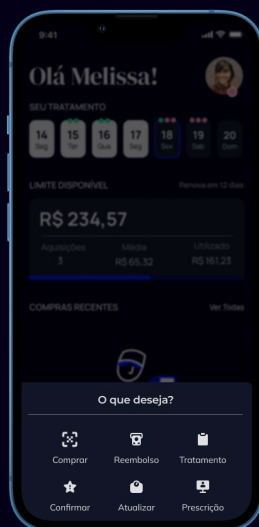 9:41
Olá Melissa!
SEU TRATAMENTO
14 15 16 17 18 19 20
Seg Ter Qua Seg Sex Sab Dom
LIMITE DISPONÍVEL Renova em 12 dias
R$ 234,57
Aquisições Média Utilizado
3 R$ 65,32 R$ 161,23
COMPRAS RECENTES Ver Todas
O que deseja?
Comprar Reembolso Tratamento
Confirmar Atualizar Prescrição